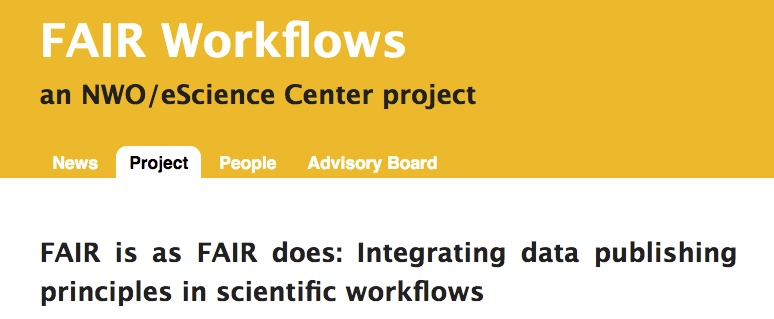 FAIR Workflows
an NWO/eScience Center project
News Project People Advisory Board
FAIR is as FAIR does: Integrating data publishing
principles in scientific workflows